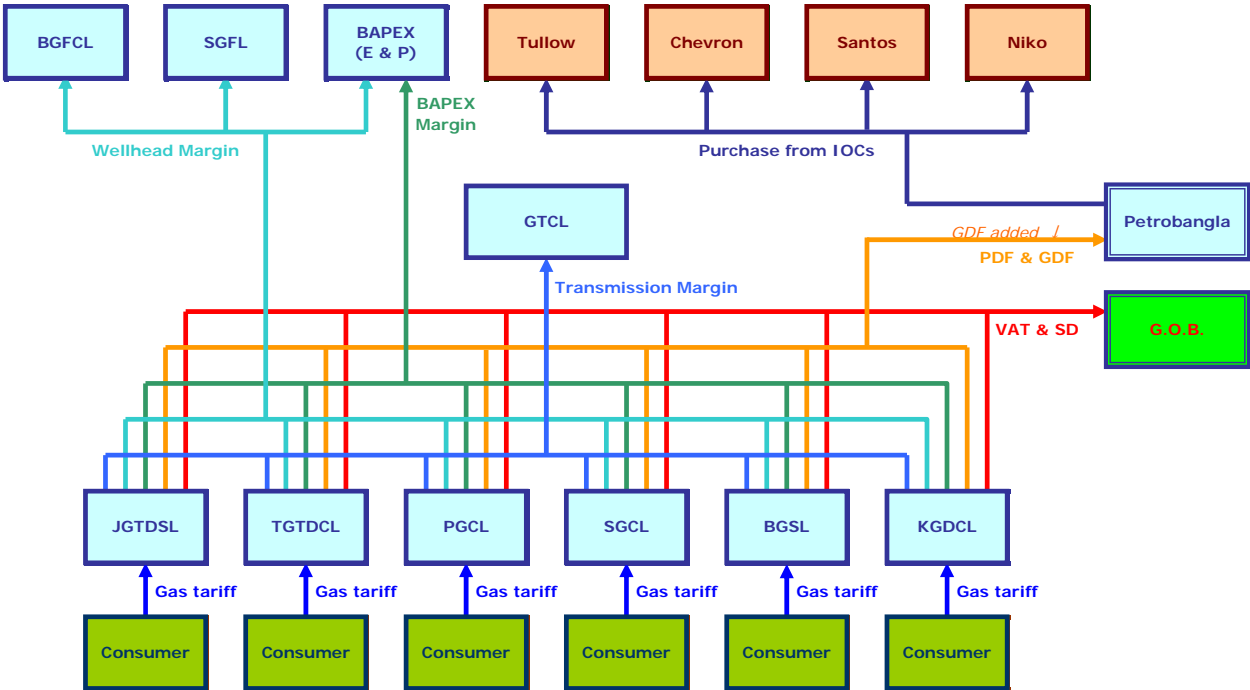 BGFCL
SGFL
BAPEX
(E & P)
Tullow
Chevron
Santos
Niko
BAPEX
Margin
Wellhead Margin
Purchase from IOCs
GTCL
Petrobangla
GDF added ↓
PDF & GDF
Transmission Margin
VAT & SD
G.O.B.
JGTDSL
TGTDCL
PGCL
SGCL
BGSL
KGDCL
Gas tariff
Gas tariff
Gas tariff
Gas tariff
Gas tariff
Gas tariff
Consumer
Consumer
Consumer
Consumer
Consumer
Consumer